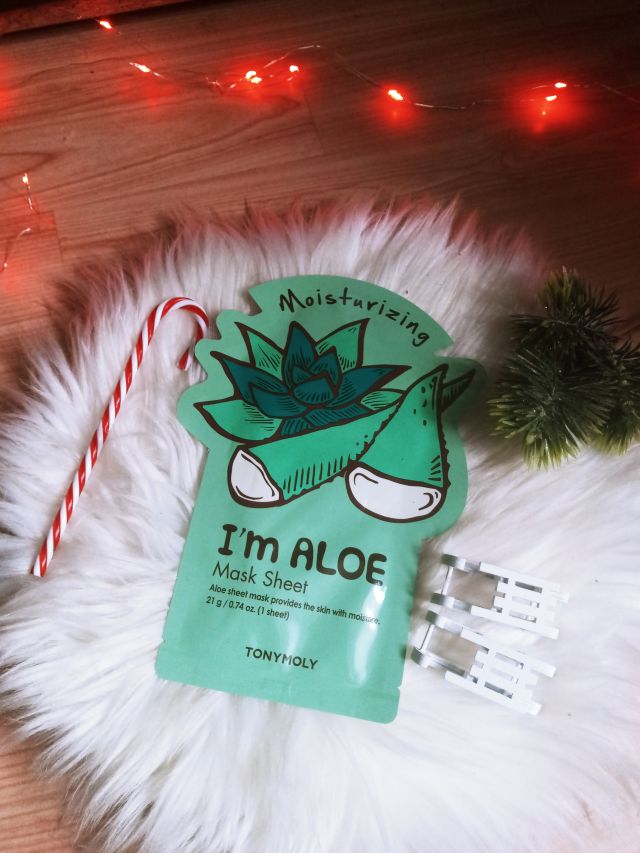 Moisturizing
I'm ALOE
Mask Sheet
Aloe sheet mask provides the skin with moisture.
21 g / 0.74 oz. (1 sheet)
TONYMOLY